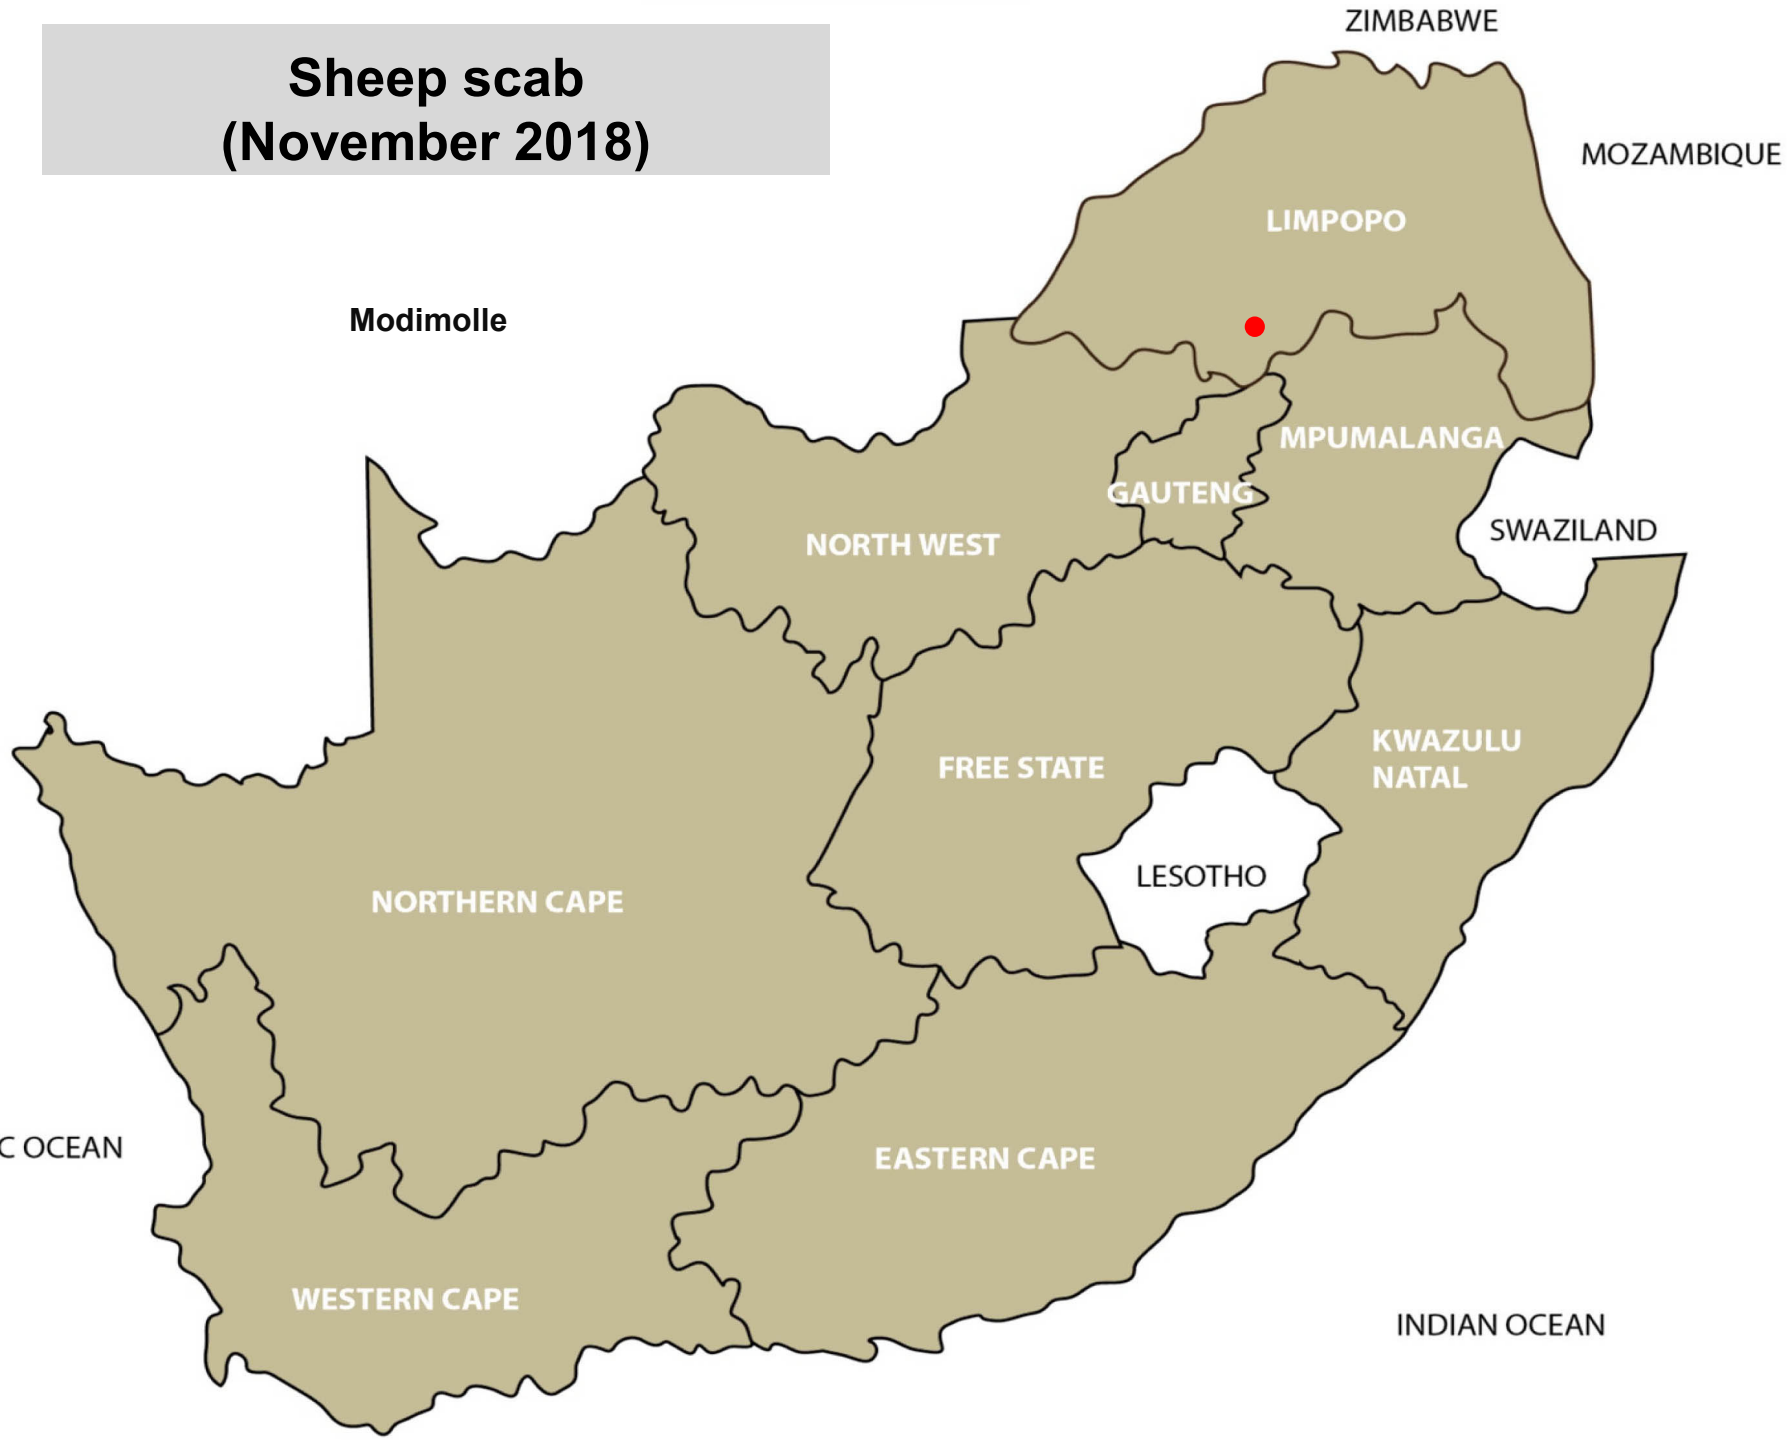 Sheep scab
(November 2018)
ZIMBABWE
MOZAMBIQUE
LIMPOPO
Modimolle
MPUMALANGA
GAUTENG
SWAZILAND
NORTH WEST
KWAZULU
NATAL
FREE STATE
LESOTHO
NORTHERN CAPE
C OCEAN
EASTERN CAPE
WESTERN CAPE
INDIAN OCEAN